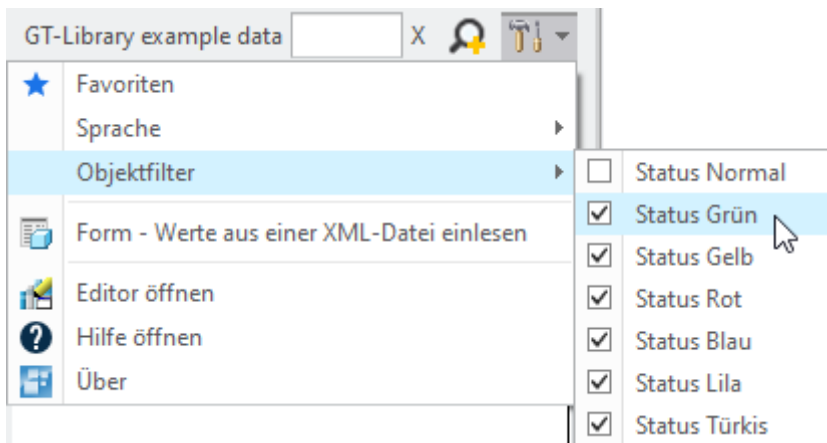 GT-Library example data X
Favoriten
Sprache
Objektfilter
Form - Werte aus einer XML-Datei einlesen
Editor öffnen
Hilfe öffnen
Über
Status Normal
Status Grün
Status Gelb
Status Rot
Status Blau
Status Lila
Status Türkis